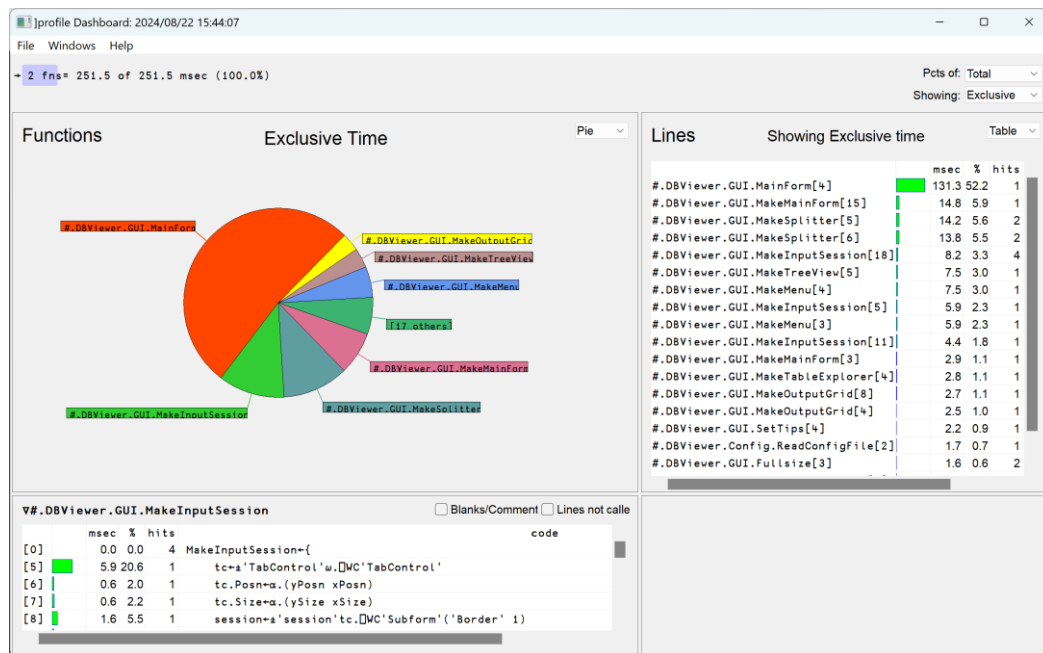 ]profile Dashboard: 2024/08/22 15:44:07
File Windows Help
→ 2 fns= 251.5 of 251.5 msec (100.0%)
Pcts of: Total
Showing: Exclusive
Functions
Exclusive Time
Pie
#.DBViewer.GUI.MainForm
#.DBViewer.GUI.MakeOutputGrid
#.DBViewer.GUI.MakeTreeView
#.DBViewer.GUI.MakeMenu
[17 others]
#.DBViewer.GUI.MakeMainForm
#.DBViewer.GUI.MakeSplitter
#.DBViewer.GUI.MakeInputSession
Lines
Showing Exclusive time
Table
msec % hits
#.DBViewer.GUI.MainForm[4] 131.3 52.2 1
#.DBViewer.GUI.MakeMainForm[15] 14.8 5.9 1
#.DBViewer.GUI.MakeSplitter[5] 14.2 5.6 2
#.DBViewer.GUI.MakeSplitter[6] 13.8 5.5 2
#.DBViewer.GUI.MakeInputSession[18] 8.2 3.3 4
#.DBViewer.GUI.MakeTreeView[5] 7.5 3.0 1
#.DBViewer.GUI.MakeMenu[4] 7.5 3.0 1
#.DBViewer.GUI.MakeInputSession[5] 5.9 2.3 1
#.DBViewer.GUI.MakeMenu[3] 5.9 2.3 1
#.DBViewer.GUI.MakeInputSession[11] 4.4 1.8 1
#.DBViewer.GUI.MakeMainForm[3] 2.9 1.1 1
#.DBViewer.GUI.MakeTableExplorer[4] 2.8 1.1 1
#.DBViewer.GUI.MakeOutputGrid[8] 2.7 1.1 1
#.DBViewer.GUI.MakeOutputGrid[4] 2.5 1.0 1
#.DBViewer.GUI.SetTips[4] 2.2 0.9 1
#.DBViewer.Config.ReadConfigFile[2] 1.7 0.7 1
#.DBViewer.GUI.Fullsize[3] 1.6 0.6 2
∇#.DBViewer.GUI.MakeInputSession
Blanks/Comment Lines not calle
msec % hits code
[0] 0.0 0.0 4 MakeInputSession←{
[5] 5.9 20.6 1 tc←⍎'TabControl'⍵.⎕WC'TabControl'
[6] 0.6 2.0 1 tc.Posn←⍺.(yPosn xPosn)
[7] 0.6 2.2 1 tc.Size←⍺.(ySize xSize)
[8] 1.6 5.5 1 session←⍎'session'tc.⎕WC'Subform'('Border' 1)